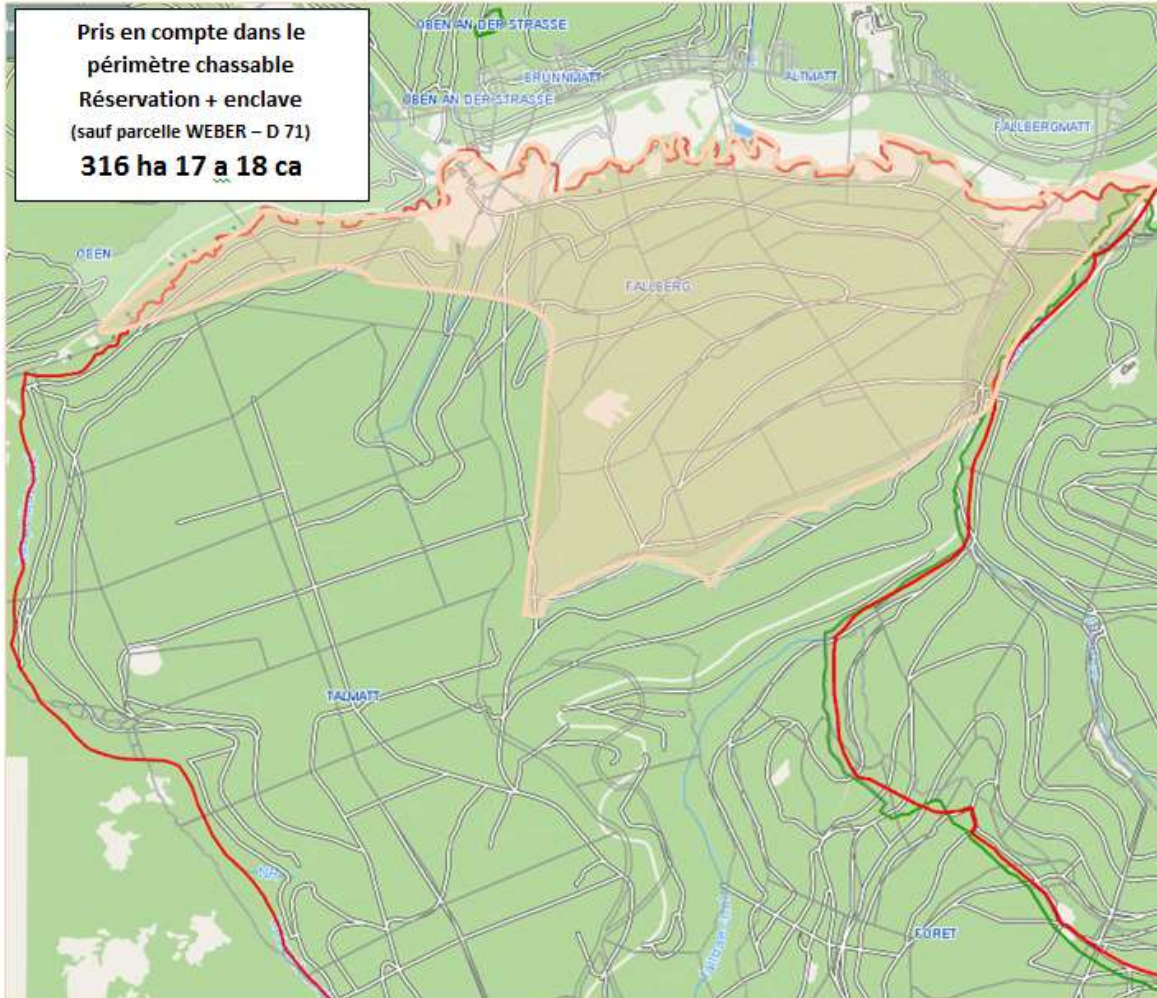 Pris en compte dans le
périmètre chassable
Réservation + enclave
(sauf parcelle WEBER – D 71)
316 ha 17 a 18 ca
OBEN AN DER STRASSE
BRUNNMATT
ALTMATT
OBEN AN DER STRASSE
FALLBERGMATT
OBEN
FALLBERG
TALMATT
FORET